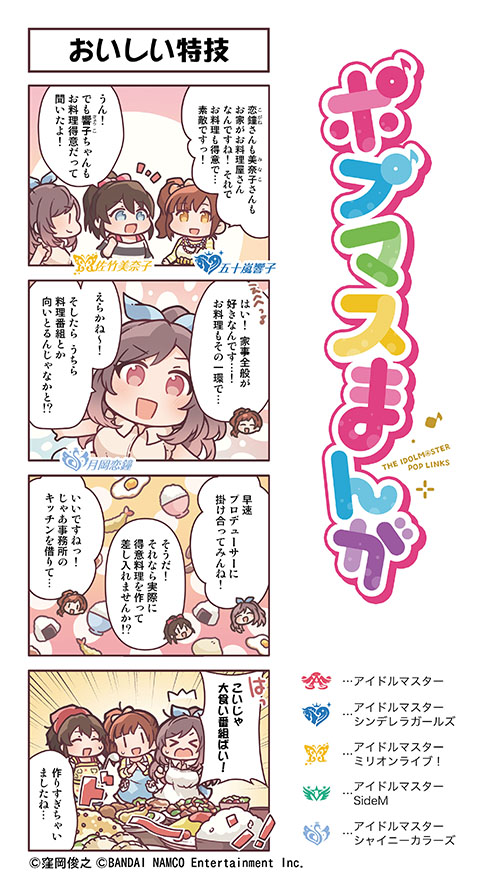 おいしい特技
恋鐘さんも美奈子さんも
お家がお料理屋さん
なんですね！それで
お料理も得意で…
素敵ですっ！
うん！
でも響子ちゃんも
お料理得意だって
聞いたよ！
佐竹美奈子
五十嵐響子
えへへっ
はい！家事全般が
好きなんです…！
お料理もその一環で…
えらかね〜！
そしたら うちら
料理番組とか
向いとるんじゃなかと!?
月岡恋鐘
早速
プロデューサーに
掛け合ってみんね！
そうだ！
それなら実際に
得意料理を作って
差し入れませんか!?
いいですねっ！
じゃあ事務所の
キッチンを借りて…
はっ
こいじゃ
大食い番組ばい！
作りすぎちゃい
ましたね…
ポプマスまんが
THE IDOLM@STER
POP LINKS
…アイドルマスター
…アイドルマスター
シンデレラガールズ
…アイドルマスター
ミリオンライブ！
…アイドルマスター
SideM
…アイドルマスター
シャイニーカラーズ
©窪岡俊之 ©BANDAI NAMCO Entertainment Inc.